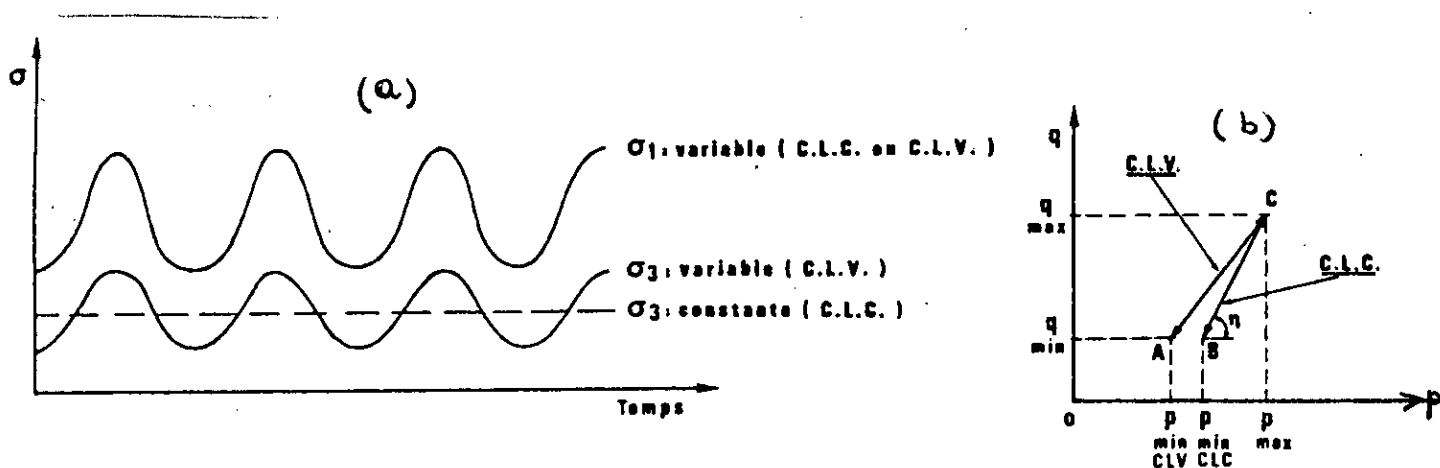 σ
(a)
σ1: variable ( C.L.C. ou C.L.V. )
σ3: variable ( C.L.V. )
σ3: constante ( C.L.C. )
Temps
(b)
q
C.L.V.
C
q
max
C.L.C.
η
q
min
A
B
o
p
min
CLV
p
min
CLC
p
max
p